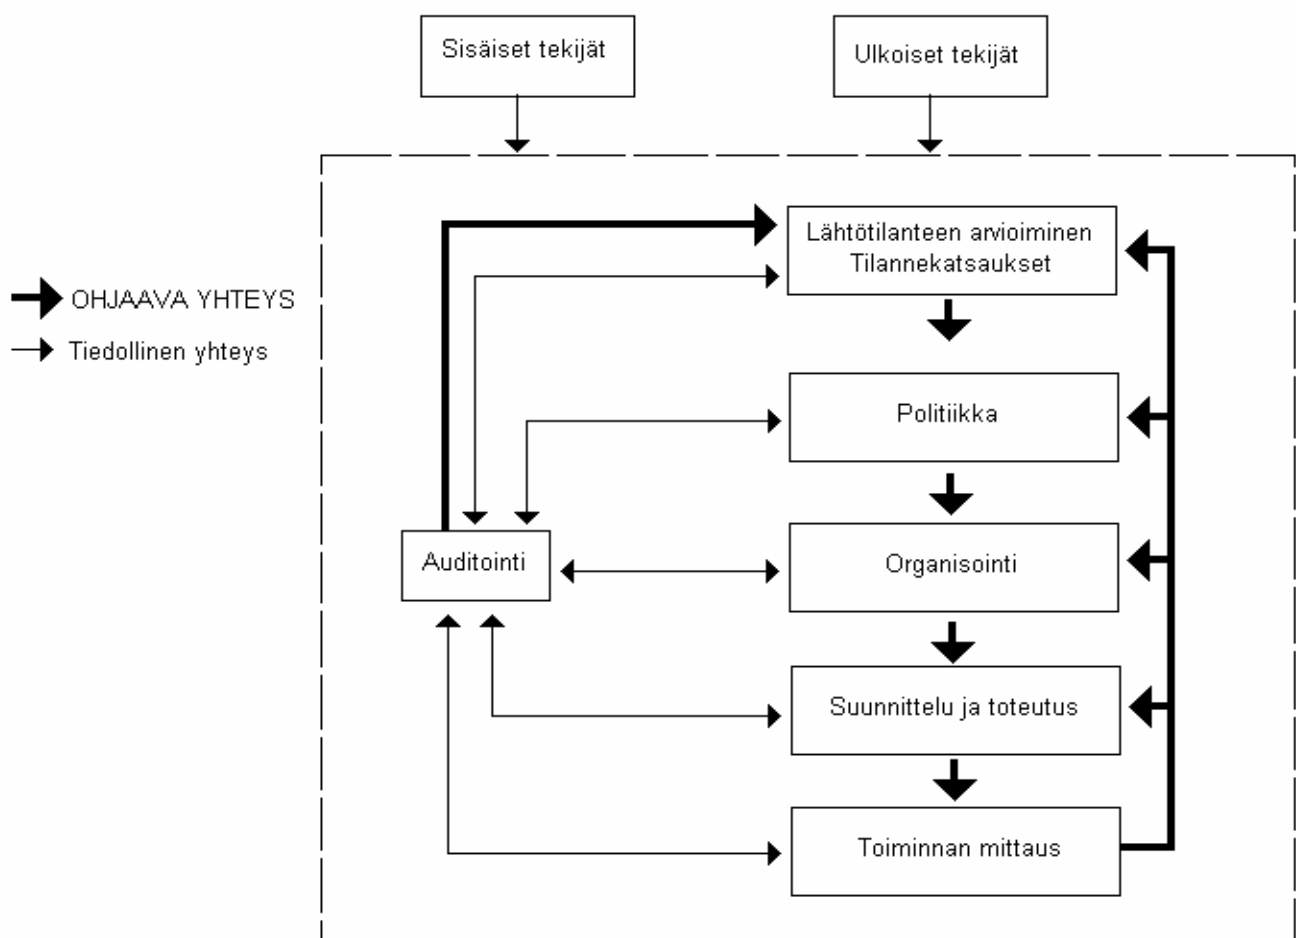 Sisäiset tekijät
Ulkoiset tekijät
Lähtötilanteen arvioiminen
Tilannekatsaukset
OHJAAVA YHTEYS
Tiedollinen yhteys
Politiikka
Auditointi
Organisointi
Suunnittelu ja toteutus
Toiminnan mittaus